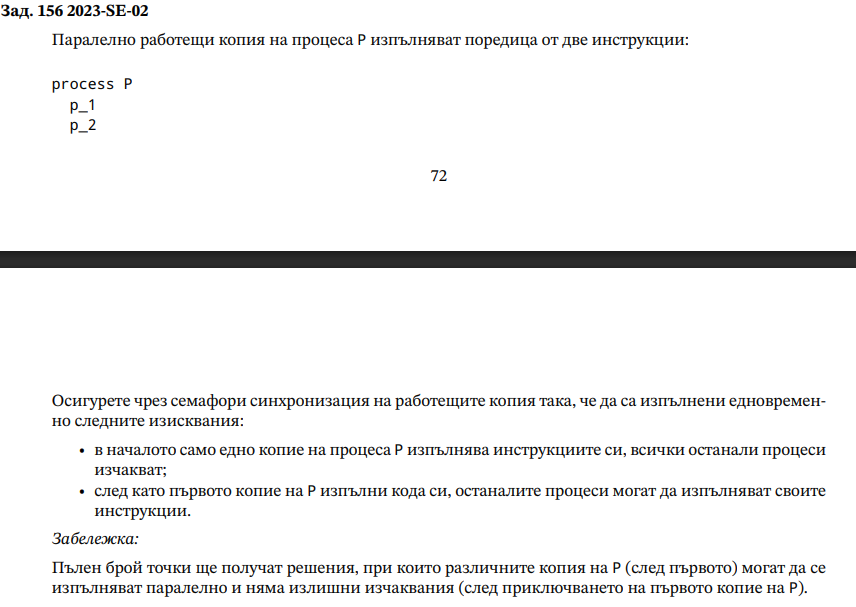 Зад. 156 2023-SE-02
Паралелно работещи копия на процеса P изпълняват поредица от две инструкции:
process P
p_1
p_2
72
Осигурете чрез семафори синхронизация на работещите копия така, че да са изпълнени едновремен-
но следните изисквания:
• в началото само едно копие на процеса P изпълнява инструкциите си, всички останали процеси
изчакват;
• след като първото копие на P изпълни кода си, останалите процеси могат да изпълняват своите
инструкции.
Забележка:
Пълен брой точки ще получат решения, при които различните копия на P (след първото) могат да се
изпълняват паралелно и няма излишни изчаквания (след приключването на първото копие на P).